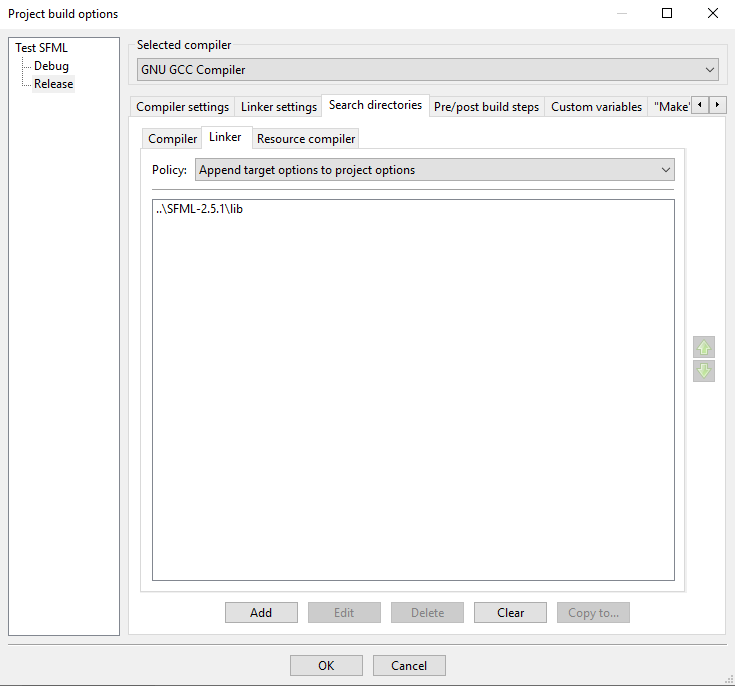 Project build options
Test SFML
Debug
Release
Selected compiler
GNU GCC Compiler
Compiler settings Linker settings Search directories Pre/post build steps Custom variables "Make"
Compiler Linker Resource compiler
Policy: Append target options to project options
..\SFML-2.5.1\lib
Add Edit Delete Clear Copy to...
OK Cancel